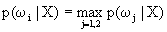 p(ω_i | X) = max_{j=1,2} p(ω_j | X)